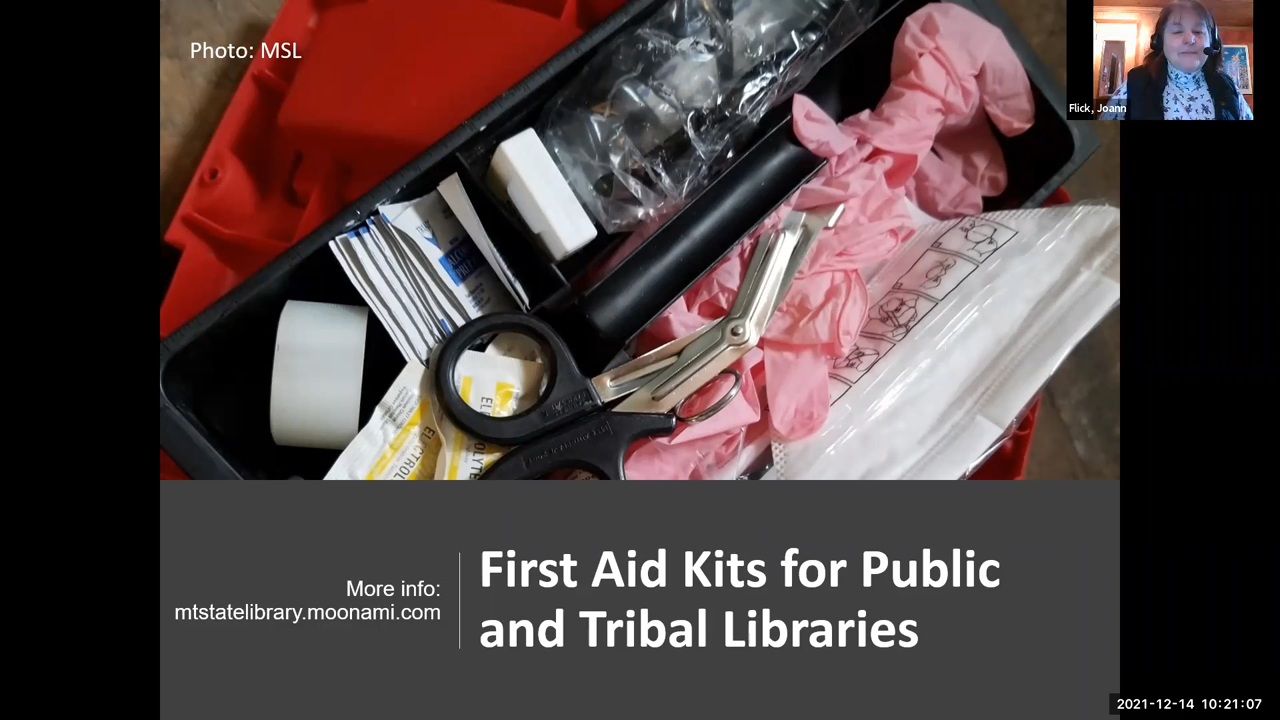 Photo: MSL
Flick, Joann
More info:
mtstatelibrary.moonami.com
First Aid Kits for Public
and Tribal Libraries
2021-12-14 10:21:07